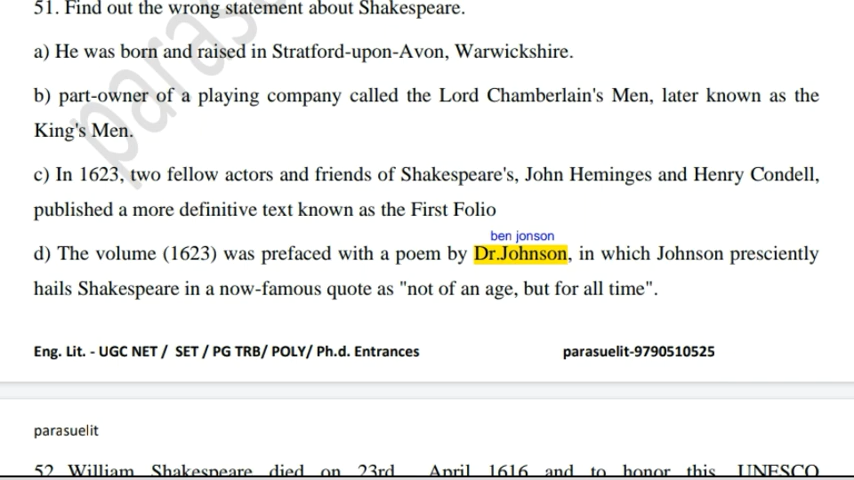 51. Find out the wrong statement about Shakespeare.
a) He was born and raised in Stratford-upon-Avon, Warwickshire.
b) part-owner of a playing company called the Lord Chamberlain's Men, later known as the
King's Men.
c) In 1623, two fellow actors and friends of Shakespeare's, John Heminges and Henry Condell,
published a more definitive text known as the First Folio
ben jonson
d) The volume (1623) was prefaced with a poem by Dr.Johnson, in which Johnson presciently
hails Shakespeare in a now-famous quote as "not of an age, but for all time".
Eng. Lit. - UGC NET / SET / PG TRB/ POLY/ Ph.d. Entrances parasuelit-9790510525
parasuelit
52 William Shakespeare died on 23rd April 1616 and to honor this UNESCO
paras